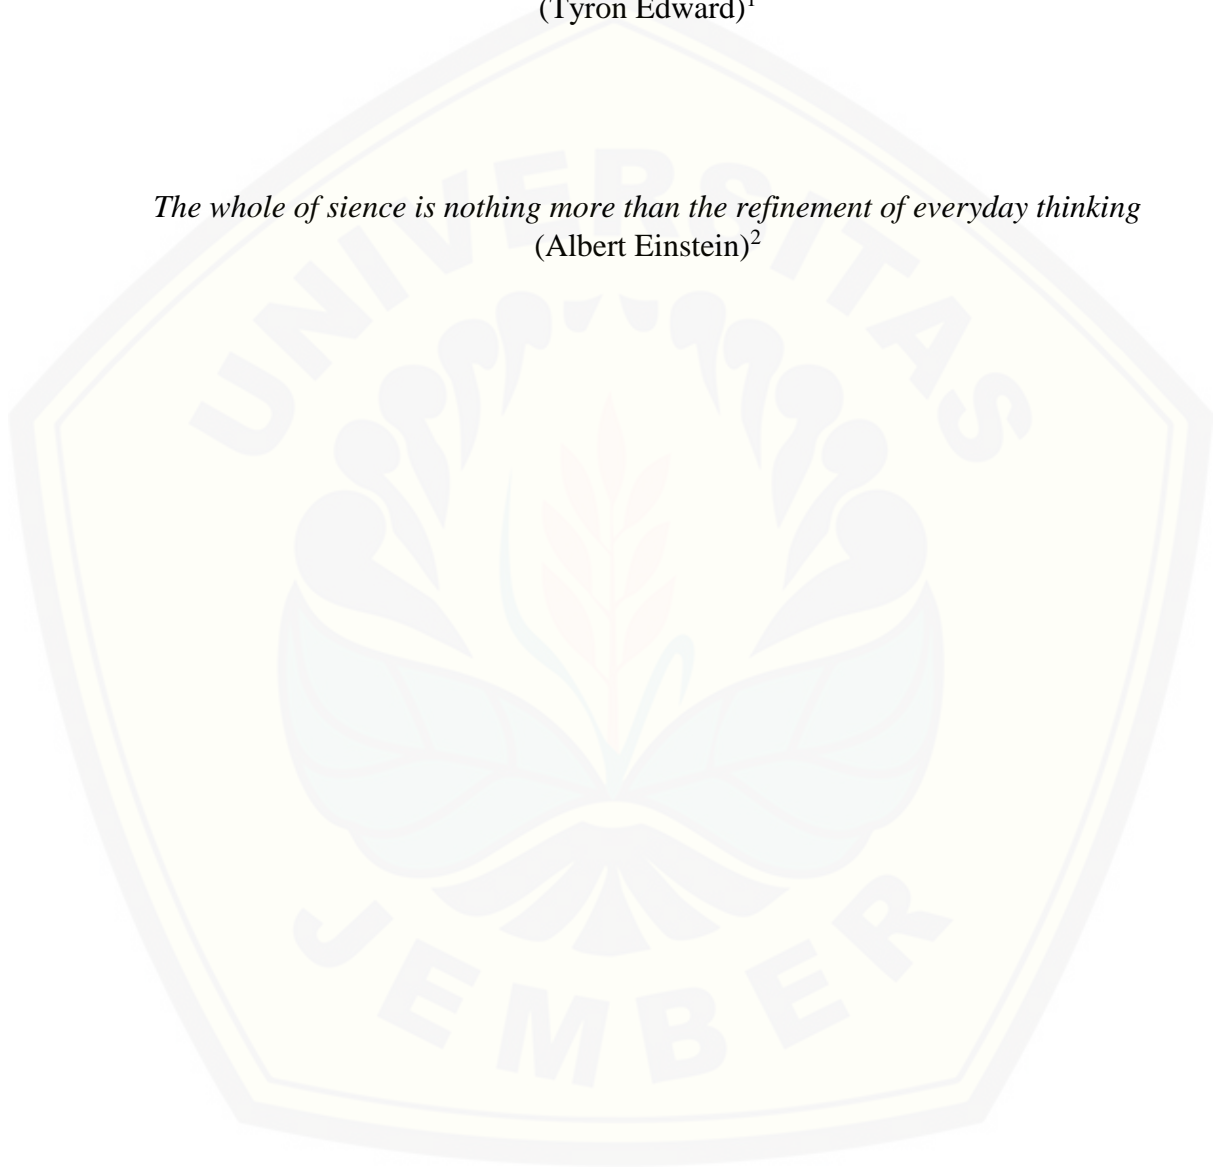 (Tyron Edward)1
The whole of sience is nothing more than the refinement of everyday thinking
(Albert Einstein)2
UNIVERSITAS
JEMBER